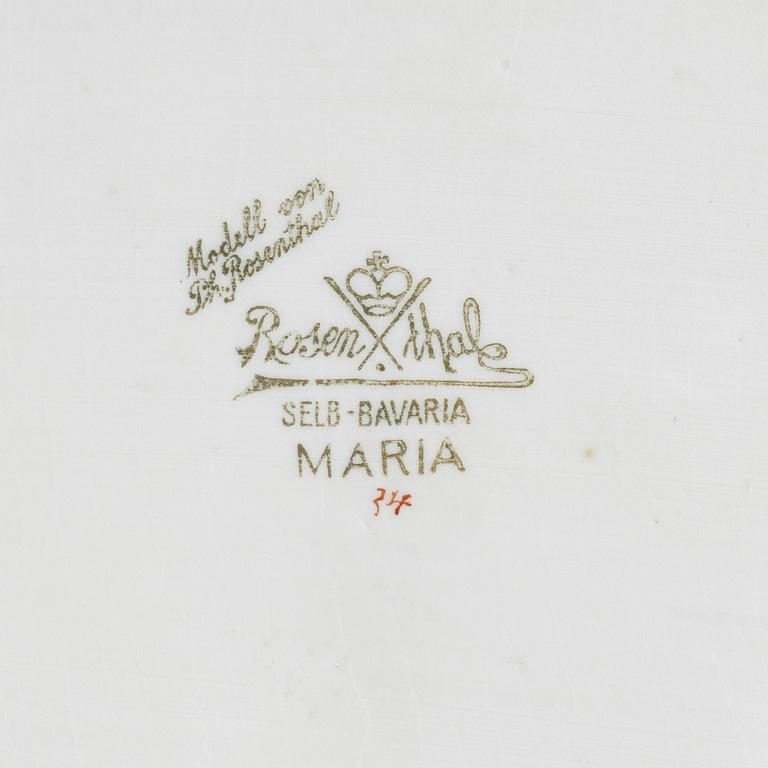 Modell von
Ph. Rosenthal
Rosenthal
SELB-BAVARIA
MARIA
34